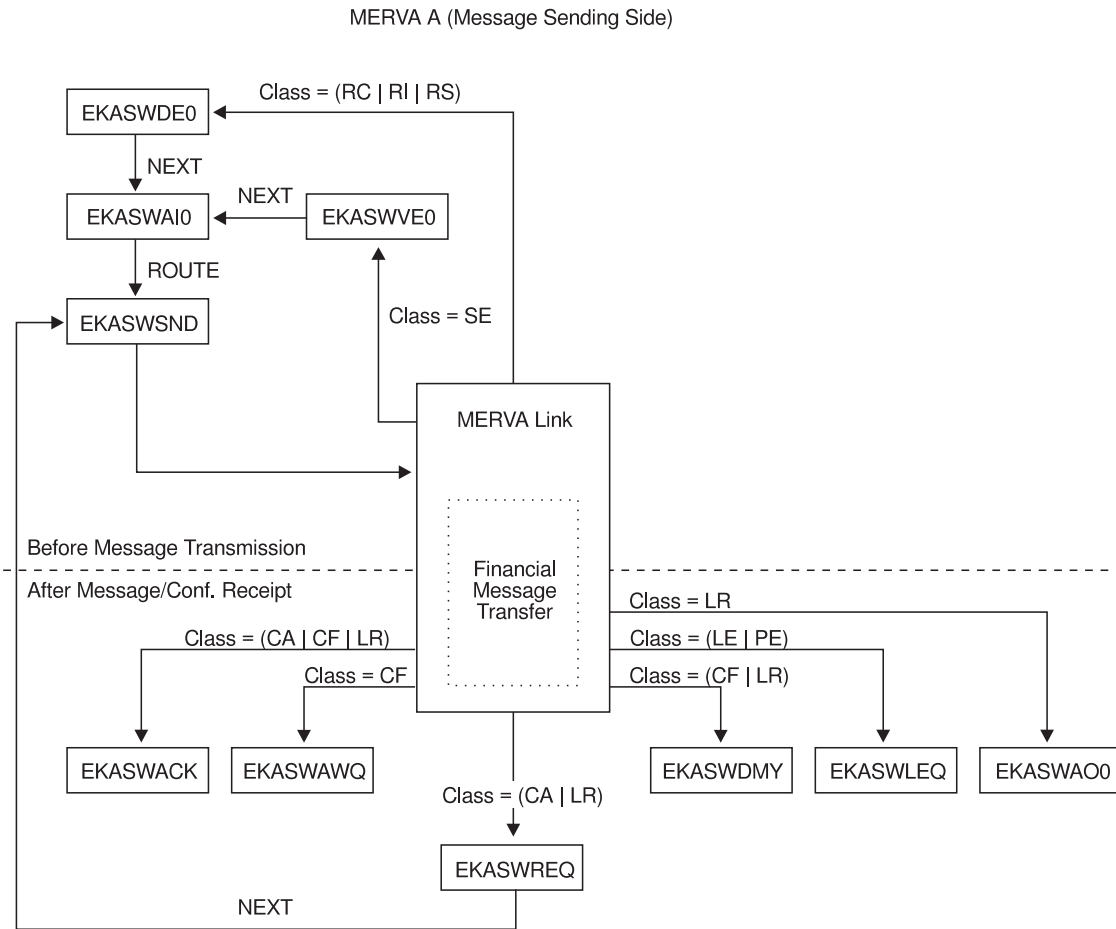 MERVA A (Message Sending Side)
Class = (RC | RI | RS)
EKASWDE0
NEXT
NEXT
EKASWAI0
EKASWVE0
ROUTE
Class = SE
EKASWSND
MERVA Link
Before Message Transmission
After Message/Conf. Receipt
Financial
Message
Transfer
Class = LR
Class = (CA | CF | LR)
Class = (LE | PE)
Class = CF
Class = (CF | LR)
EKASWACK
EKASWAWQ
EKASWDMY
EKASWLEQ
EKASWAO0
Class = (CA | LR)
EKASWREQ
NEXT